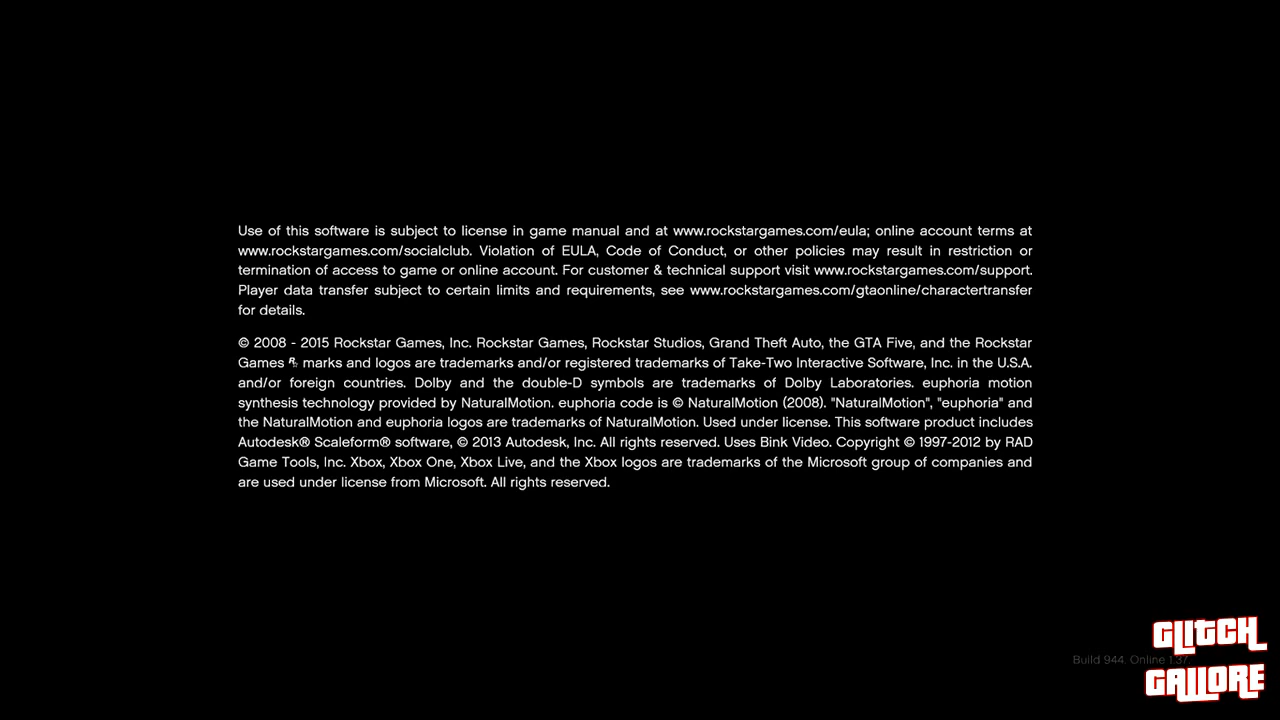 Use of this software is subject to license in game manual and at www.rockstargames.com/eula; online account terms at
www.rockstargames.com/socialclub. Violation of EULA, Code of Conduct, or other policies may result in restriction or
termination of access to game or online account. For customer & technical support visit www.rockstargames.com/support.
Player data transfer subject to certain limits and requirements, see www.rockstargames.com/gtaonline/charactertransfer
for details.
© 2008 - 2015 Rockstar Games, Inc. Rockstar Games, Rockstar Studios, Grand Theft Auto, the GTA Five, and the Rockstar
Games R* marks and logos are trademarks and/or registered trademarks of Take-Two Interactive Software, Inc. in the U.S.A.
and/or foreign countries. Dolby and the double-D symbols are trademarks of Dolby Laboratories. euphoria motion
synthesis technology provided by NaturalMotion. euphoria code is © NaturalMotion (2008). "NaturalMotion", "euphoria" and
the NaturalMotion and euphoria logos are trademarks of NaturalMotion. Used under license. This software product includes
Autodesk® Scaleform® software, © 2013 Autodesk, Inc. All rights reserved. Uses Bink Video. Copyright © 1997-2012 by RAD
Game Tools, Inc. Xbox, Xbox One, Xbox Live, and the Xbox logos are trademarks of the Microsoft group of companies and
are used under license from Microsoft. All rights reserved.
GLITCH
Build 944. Online 1.37.
GALLORE